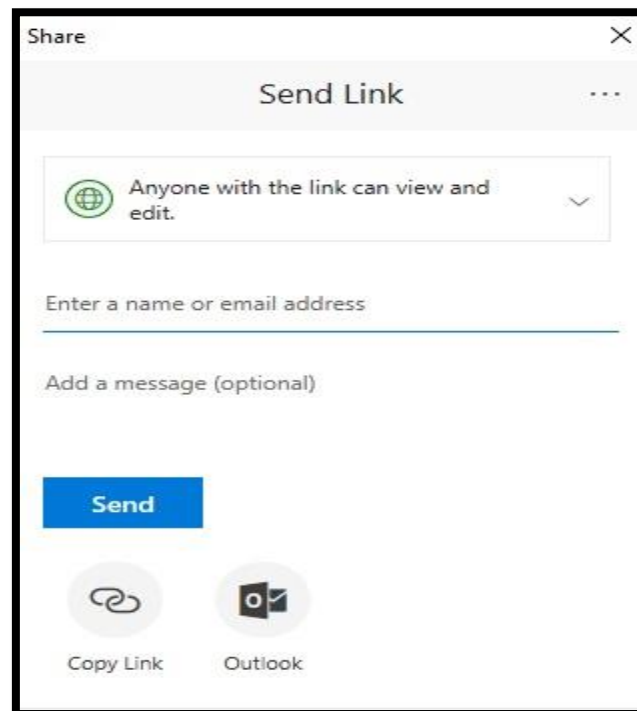 Share
Send Link
Anyone with the link can view and
edit.
Enter a name or email address
Add a message (optional)
Send
Copy Link
Outlook